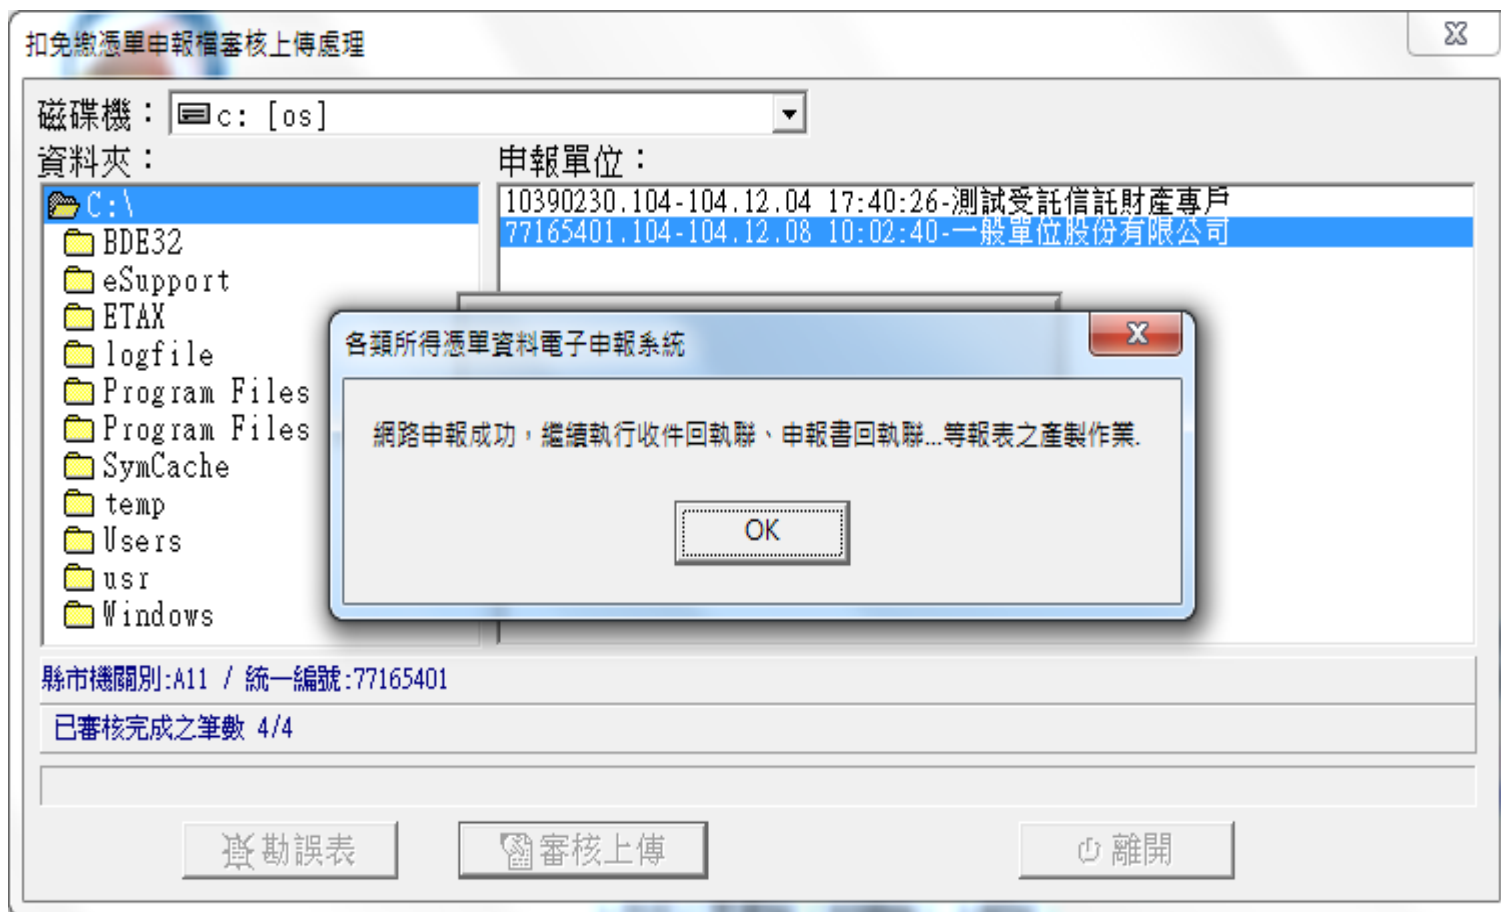 扣免繳憑單申報檔審核上傳處理
磁碟機：
c: [os]
資料夾：
申報單位：
C:\
BDE32
eSupport
ETAX
logfile
Program Files
Program Files
SymCache
temp
Users
usr
Windows
10390230.104-104.12.04 17:40:26-測試受託信託財產專戶
77165401.104-104.12.08 10:02:40-一般單位股份有限公司
各類所得憑單資料電子申報系統
網路申報成功，繼續執行收件回執聯、申報書回執聯...等報表之產製作業.
OK
縣市機關別:A11 / 統一編號:77165401
已審核完成之筆數 4/4
勘誤表
審核上傳
離開